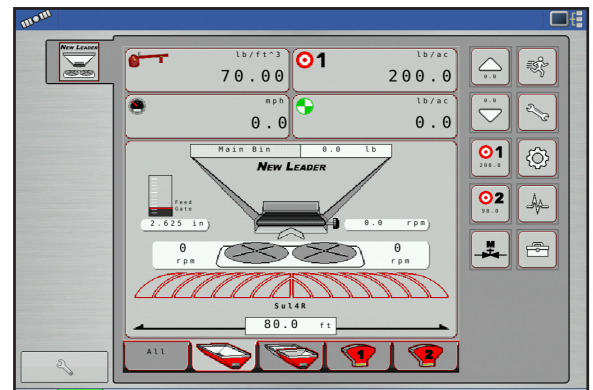 New Leader
lb/ft^3
70.00
1
lb/ac
200.0
mph
0.0
lb/ac
0.0
Main Bin
0.0 lb
New Leader
Feed
Gate
2.625 in
0.0 rpm
0
rpm
0
rpm
Sul4R
80.0 ft
All
1
2
0.0
0.0
1
200.0
2
90.0
M